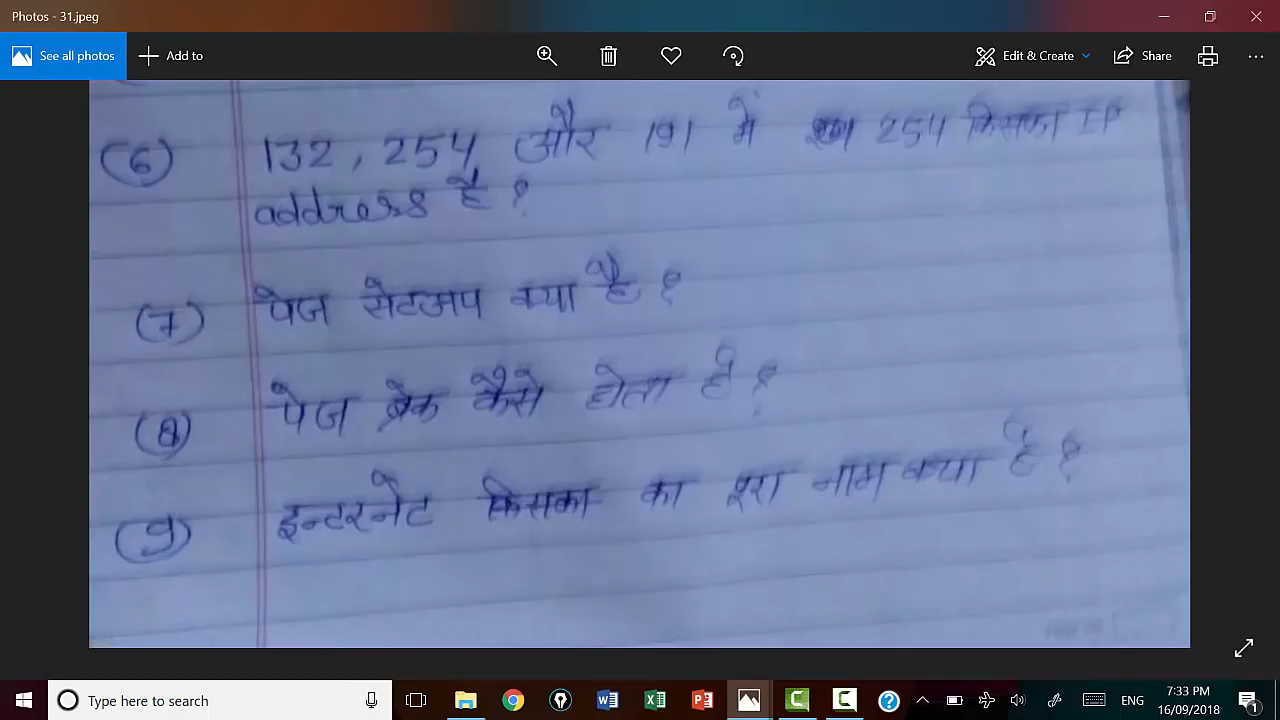 Photos - 31.jpeg
See all photos
Add to
Edit & Create
Share
(6) 132, 254 और 191 में 254 किसका IP
address है ?
(7) पेज सेटअप क्या है ?
(8) पेज ब्रेक कैसे होता है ?
(9) इन्टरनेट किसका का नाम क्या है ?
Type here to search
ENG
7:33 PM
16/09/2018
1